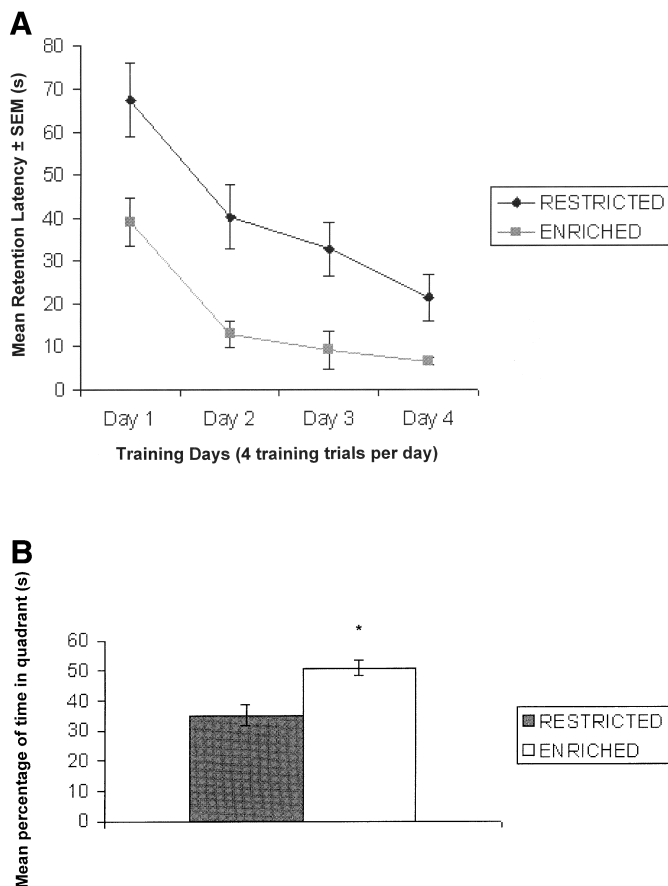 A
Mean Retention Latency ± SEM (s)
80
70
60
50
40
30
20
10
0
Day 1 Day 2 Day 3 Day 4
Training Days (4 training trials per day)
RESTRICTED
ENRICHED
B
Mean percentage of time in quadrant (s)
60
50
40
30
20
10
0
*
RESTRICTED
ENRICHED